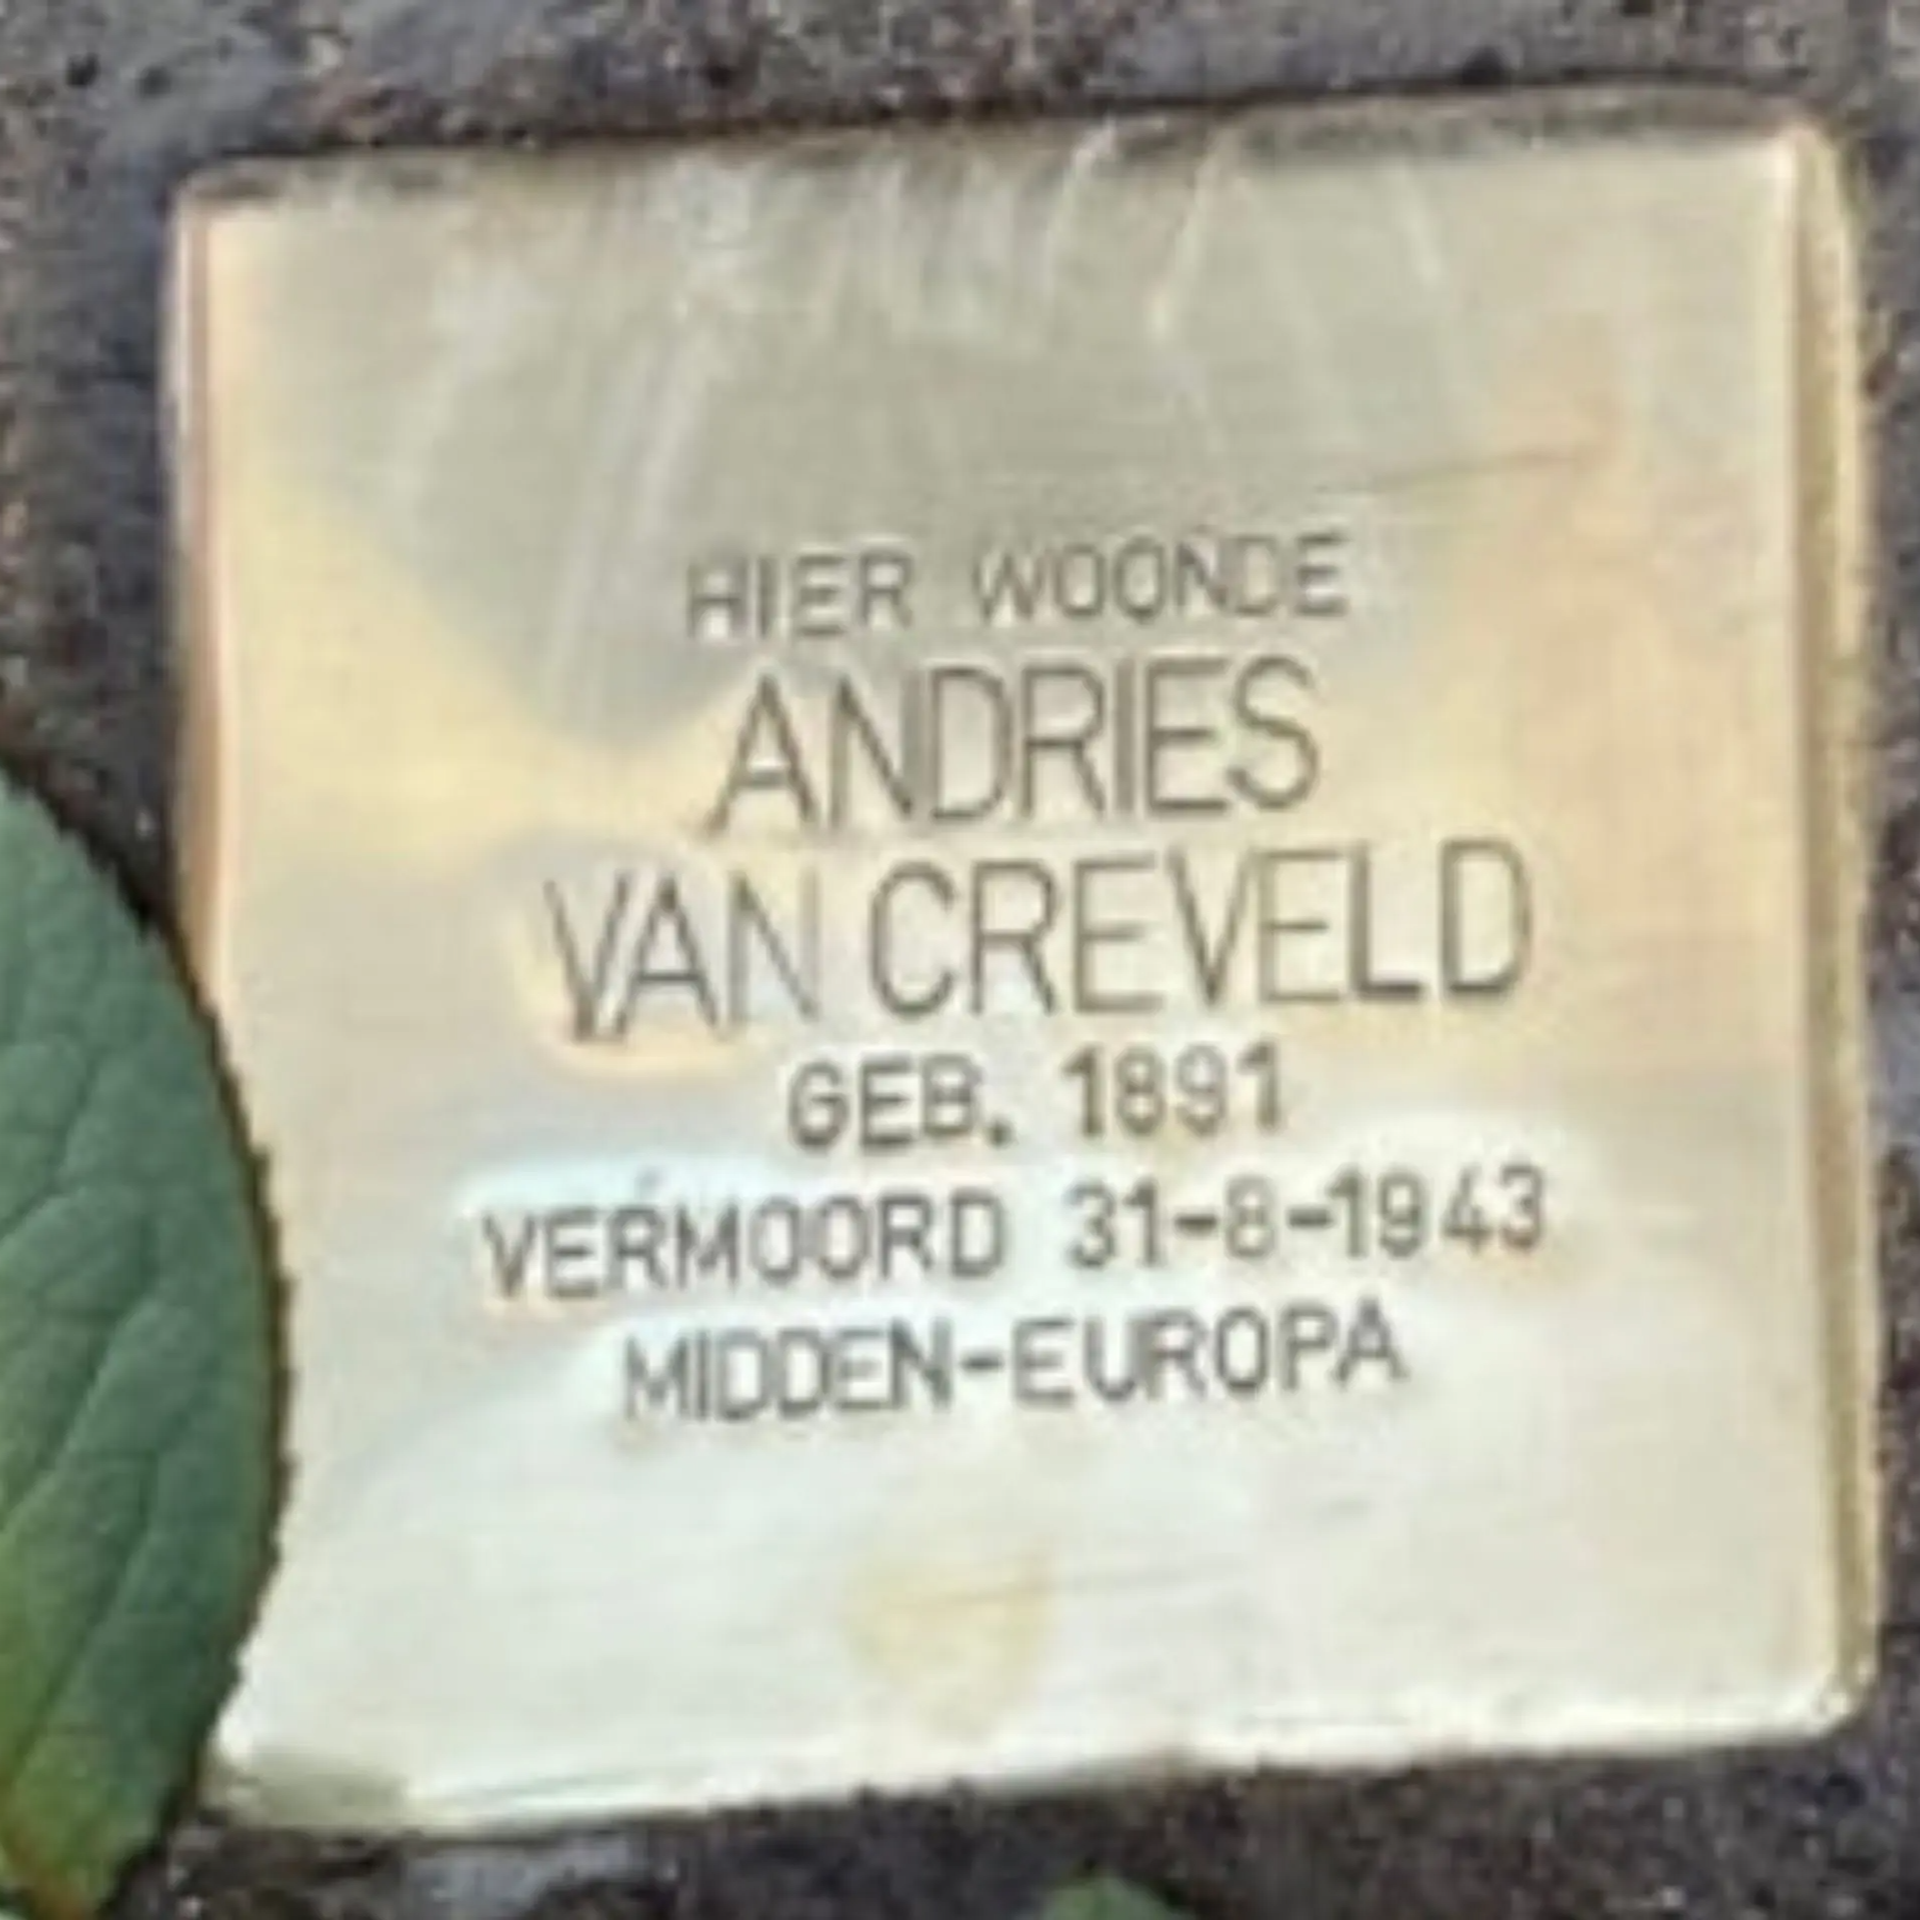 HIER WOONDE
ANDRIES
VAN CREVELD
GEB. 1891
VERMOORD 31-8-1943
MIDDEN-EUROPA